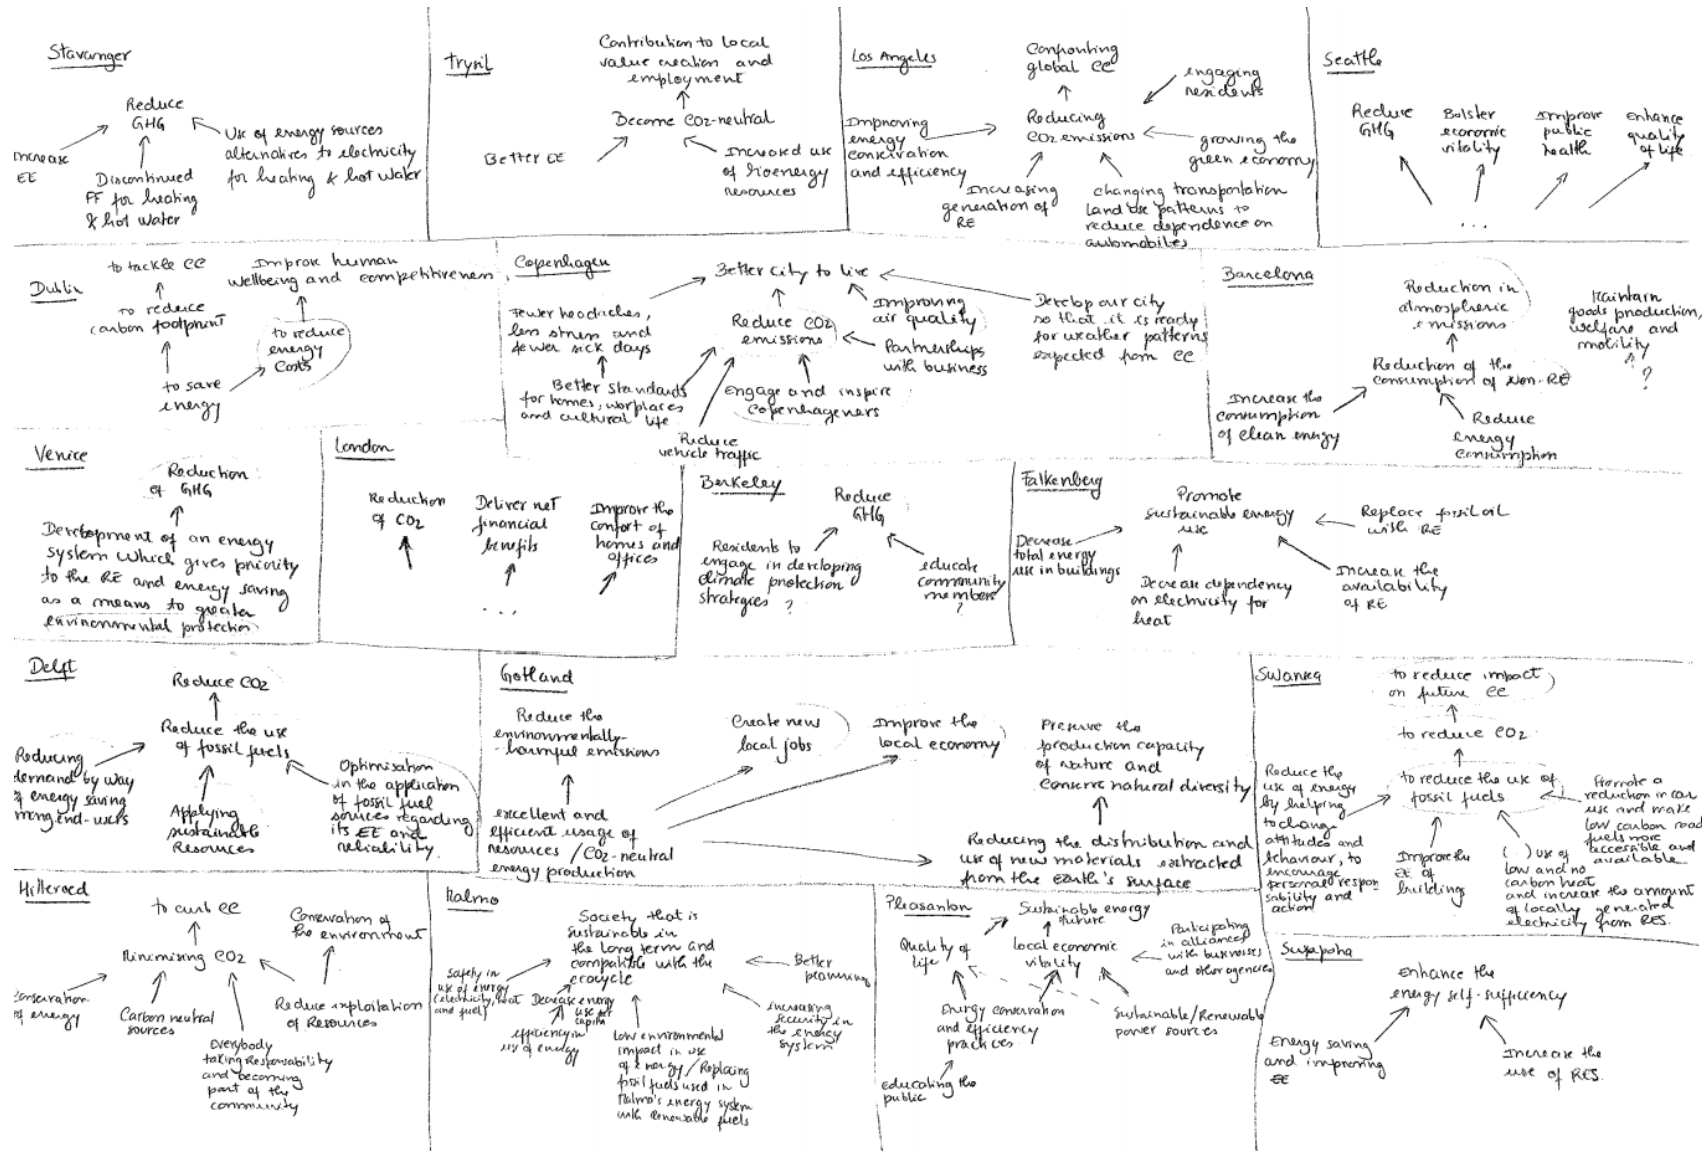 Stavanger
Reduce
GHG
Increase
EE
Discontinued
FF for heating
& hot water
Use of energy sources
alternatives to electricity
for heating & hot water
Trysil
Contribution to local
value creation and
employment
Become CO2-neutral
Better EE
Increased use
of bioenergy
resources
Los Angeles
Confronting
global CC
engaging
residents
Improving
energy
conservation
and efficiency
Reducing
CO2 emissions
growing the
green economy
Increasing
generation of
RE
changing transportation
land use patterns to
reduce dependence on
automobiles
Seattle
Reduce
GHG
Bolster
economic
vitality
Improve
public
health
Enhance
quality
of life
...
Dublin
to tackle CC
Improve human
wellbeing and competitiveness
to reduce
carbon footprint
to reduce
energy
costs
to save
energy
Copenhagen
Better city to live
Fewer headaches,
less stress and
fewer sick days
Reduce CO2
emissions
Improving
air quality
Develop our city
so that it is ready
for weather patterns
expected from CC
Partnerships
with business
Better standards
for homes, worplaces
and cultural life
Engage and inspire
Copenhageners
Reduce
vehicle traffic
Barcelona
Reduction in
atmospheric
emissions
Maintain
goods production,
welfare and
mobility
?
?
Reduction of the
consumption of Non-RE
Increase the
consumption
of clean energy
Reduce
energy
consumption
Venice
Reduction
of GHG
Development of an energy
system which gives priority
to the RE and energy saving
as a means to greater
environmental protection
London
Reduction
of CO2
Deliver net
financial
benefits
Improve the
confort of
homes and
offices
...
Berkeley
Reduce
GHG
Residents to
engage in developing
climate protection
strategies ?
educate
community
members
?
Falkenberg
Promote
sustainable energy
use
Replace fossil oil
with RE
Decrease
total energy
use in buildings
Decrease dependency
on electricity for
heat
Increase the
availability
of RE
Delft
Reduce CO2
Reduce the use
of fossil fuels
Reducing
demand by way
of energy saving
among end-users
Applying
sustainable
Resources
Optimisation
in the application
of fossil fuel
sources regarding
its EE and
reliability
Gotland
Reduce the
environmentally-
harmful emissions
Create new
local jobs
Improve the
local economy
Preserve the
production capacity
of nature and
conserve natural diversity
excellent and
efficient usage of
resources / CO2-neutral
energy production
Reducing the distribution and
use of new materials extracted
from the Earth's surface
Swansea
to reduce impact
on future CC
to reduce CO2
to reduce the use of
fossil fuels
Reduce the
use of energy
by helping
to change
attitudes and
behaviour, to
encourage
personal respon
sability and
action
Improve the
EE of
building
(...) use of
low and no
carbon heat
and increase the amount
of locally generated
electricity from RES.
Promote a
reduction in car
use and make
low carbon road
fuels more
accessible and
available
Hilleroed
to curb CC
Conservation of
the environment
Minimising CO2
Conservation
of energy
Carbon neutral
sources
Everybody
taking Responsability
and becoming
part of the
community
Reduce exploitation
of Resources
Malmo
Society that is
sustainable in
the long term and
compatible with the
ecocycle
Safety in
use of energy
(electricity, heat
and fuel)
Decrease energy
use per
capita
efficiency in
use of energy
Low environmental
impact in use
of energy / Replacing
fossil fuels used in
Malmo's energy system
with renewable fuels
increasing
security in
the energy
system
Better
planning
Pleasanton
Sustainable energy
future
Quality of
life
Local economic
vitality
Participating
in alliances
with businesses
and other agencies
Energy conservation
and efficiency
practices
Sustainable/Renewable
power sources
educating the
public
Enhance the
energy self-sufficiency
Energy saving
and improving
EE
Increase the
use of RES.